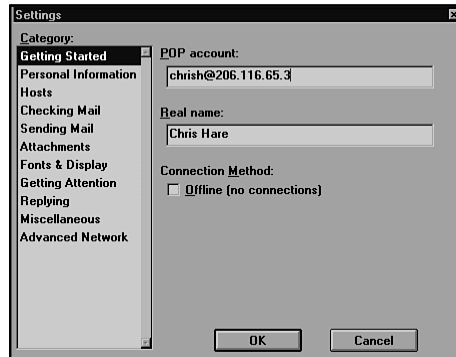 Settings
Category:
Getting Started
Personal Information
Hosts
Checking Mail
Sending Mail
Attachments
Fonts & Display
Getting Attention
Replying
Miscellaneous
Advanced Network
POP account:
chrish@206.116.65.3
Real name:
Chris Hare
Connection Method:
Offline (no connections)
OK
Cancel